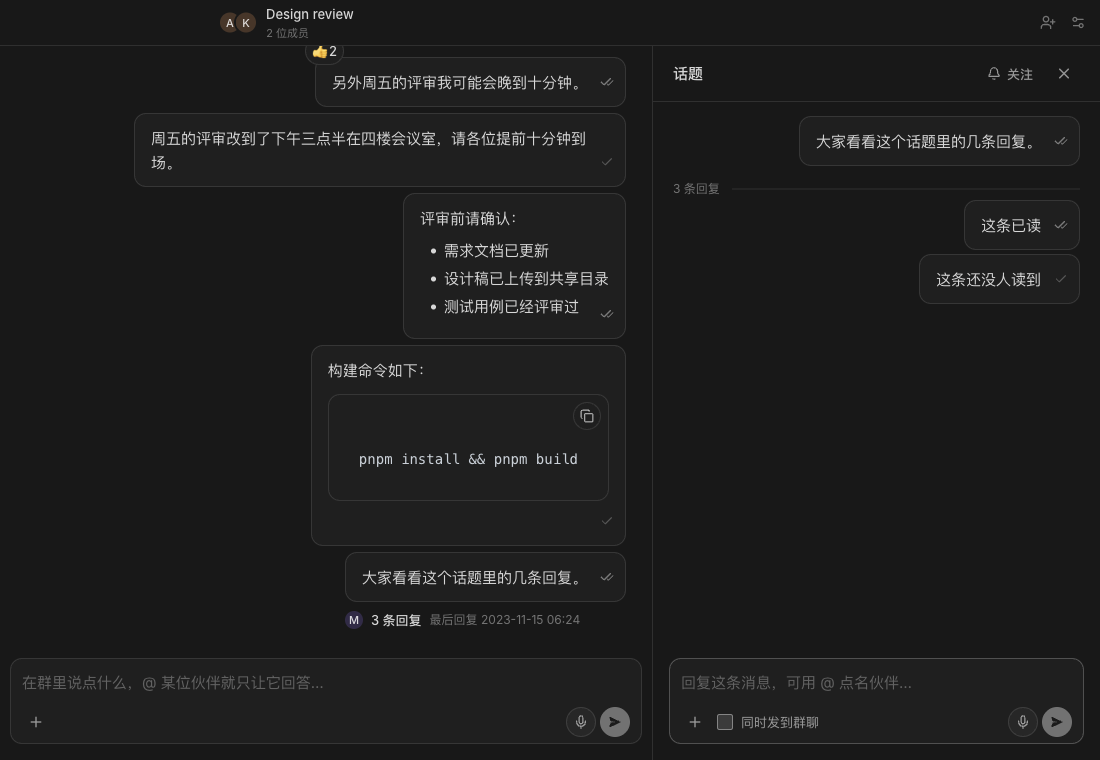 A K
Design review
2 位成员
👍2
另外周五的评审我可能会晚到十分钟。
周五的评审改到了下午三点半在四楼会议室，请各位提前十分钟到
场。
评审前请确认：
• 需求文档已更新
• 设计稿已上传到共享目录
• 测试用例已经评审过
构建命令如下：
pnpm install && pnpm build
大家看看这个话题里的几条回复。
M 3 条回复 最后回复 2023-11-15 06:24
在群里说点什么，@ 某位伙伴就只让它回答...
话题
关注
大家看看这个话题里的几条回复。
3 条回复
这条已读
这条还没人读到
回复这条消息，可用 @ 点名伙伴...
同时发到群聊